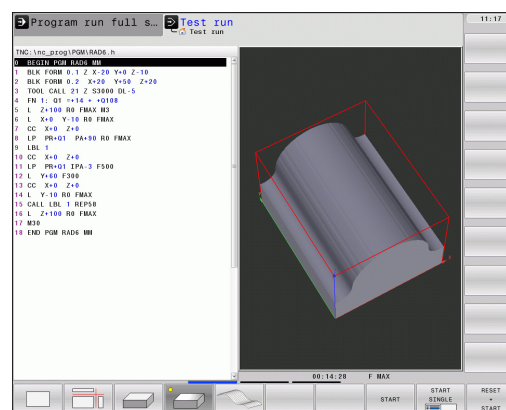 Program run full s...
Test run
Test run
11:17
TNC:\nc_prog\PGM\RAD6.h
0 BEGIN PGM RAD6 MM
1 BLK FORM 0.1 Z X-20 Y+0 Z-10
2 BLK FORM 0.2 X+20 Y+50 Z+20
3 TOOL CALL 21 Z S3000 DL-5
4 FN 1: Q1 =+14 + +Q108
5 L Z+100 R0 FMAX M3
6 L X+0 Y-10 R0 FMAX
7 CC X+0 Z+0
8 LP PR+Q1 PA+90 R0 FMAX
9 LBL 1
10 CC X+0 Z+0
11 LP PR+Q1 IPA-3 F500
12 L Y+60 F300
13 CC X+0 Z+0
14 L Y-10 R0 FMAX
15 CALL LBL 1 REP58
16 L Z+100 R0 FMAX
17 M30
18 END PGM RAD6 MM
00:14:28 F MAX
START
START
SINGLE
RESET
+
START